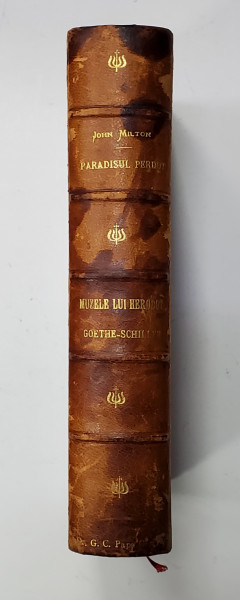 JOHN MILTON
PARADISUL PERDUT
MUZELE LUI HERODOT
GOETHE-SCHILLER
G. C.